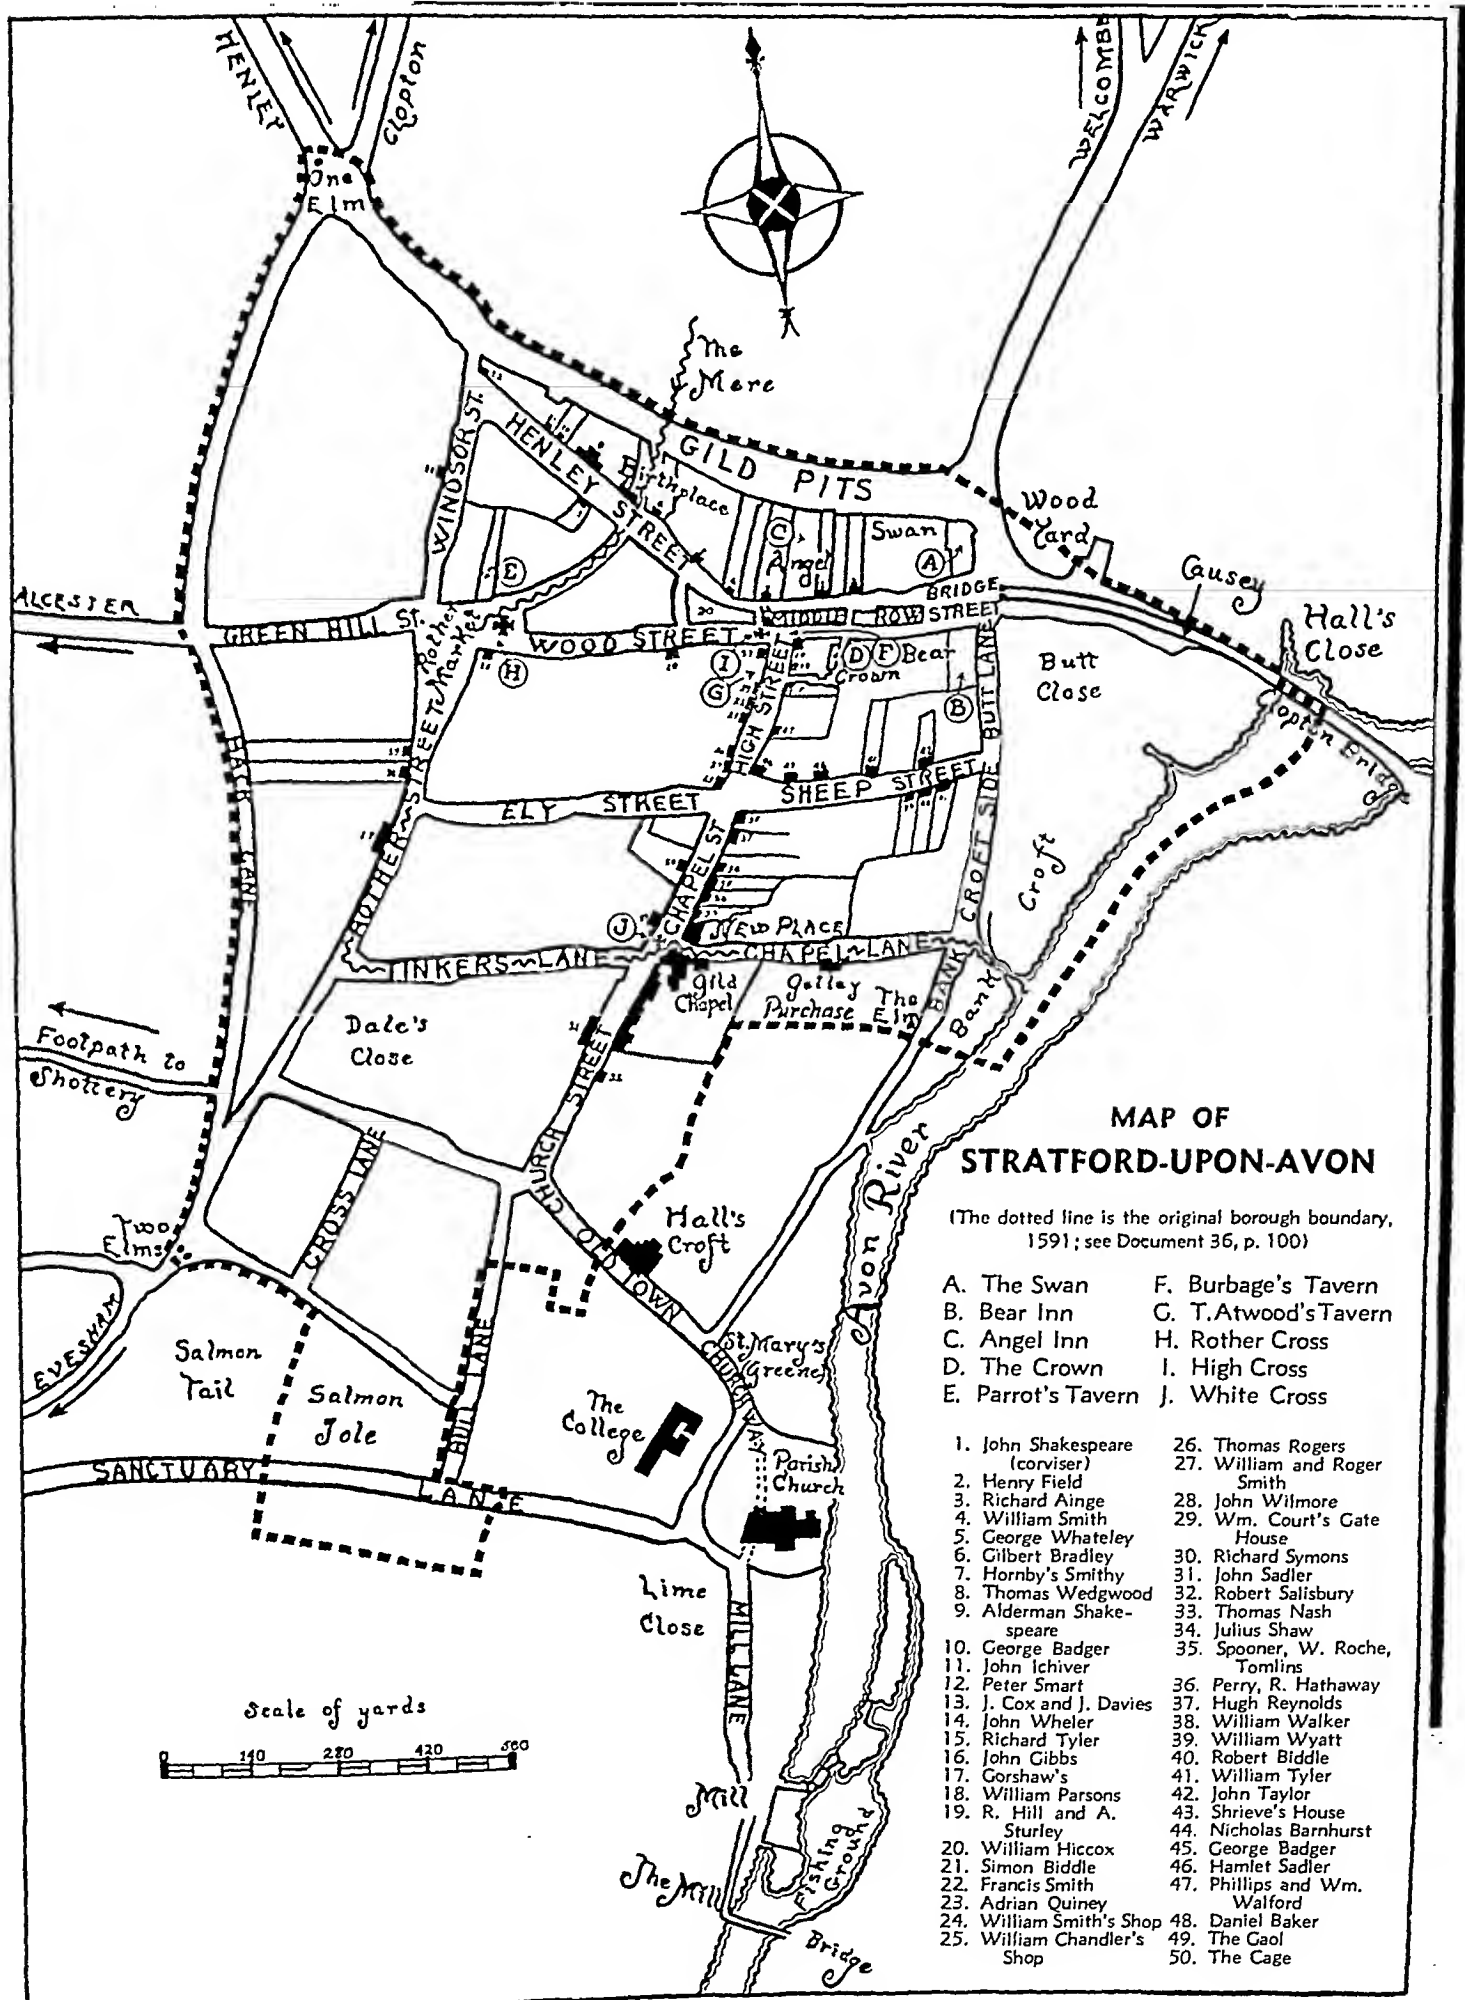 HENLEY
Clopton
WELCOMBE
WARWICK
One
Elm
The
Mere
GILD PITS
WINDSOR ST.
HENLEY STREET
Birthplace
C
Angel
Swan
A
Wood
Yard
Causey
Hall's
Close
BRIDGE
STREET
MIDDLE ROW
E
ALCESTER
GREEN HILL ST.
Rother
Market
WOOD STREET
H
I
G
D
F
Bear
Crown
B
BUTT LANE
Butt
Close
Clopton Bridge
HIGH STREET
BACK LANE
ROTHER STREET
ELY STREET
SHEEP STREET
CROFT SIDE
BANK
Bank
Croft
CHAPEL ST
J
NEW PLACE
CHAPEL LANE
TINKERS LANE
Gild
Chapel
Getley
Purchase
The
Elm
Dale's
Close
Footpath to
Shottery
CHURCH STREET
CROSS LANE
Two
Elms
EVESHAM
Salmon
Tail
Salmon
Jole
BULL LANE
CHURCH
OLD TOWN
Hall's
Croft
St. Mary's
(Greene)
CHURCH WAY
The
College
Parish
Church
SANCTUARY
LANE
Avon River
Lime
Close
MILL LANE
Mill
The Mill
Bridge
Fishing
Ground
Scale of yards
0 140 280 420 560
MAP OF
STRATFORD-UPON-AVON
(The dotted line is the original borough boundary,
1591; see Document 36, p. 100)
A. The Swan
B. Bear Inn
C. Angel Inn
D. The Crown
E. Parrot's Tavern
F. Burbage's Tavern
G. T. Atwood's Tavern
H. Rother Cross
I. High Cross
J. White Cross
1. John Shakespeare
(corviser)
2. Henry Field
3. Richard Ainge
4. William Smith
5. George Whateley
6. Gilbert Bradley
7. Hornby's Smithy
8. Thomas Wedgwood
9. Alderman Shake-
speare
10. George Badger
11. John Ichiver
12. Peter Smart
13. J. Cox and J. Davies
14. John Wheler
15. Richard Tyler
16. John Gibbs
17. Gorshaw's
18. William Parsons
19. R. Hill and A.
Sturley
20. William Hiccox
21. Simon Biddle
22. Francis Smith
23. Adrian Quiney
24. William Smith's Shop
25. William Chandler's
Shop
26. Thomas Rogers
27. William and Roger
Smith
28. John Wilmore
29. Wm. Court's Gate
House
30. Richard Symons
31. John Sadler
32. Robert Salisbury
33. Thomas Nash
34. Julius Shaw
35. Spooner, W. Roche,
Tomlins
36. Perry, R. Hathaway
37. Hugh Reynolds
38. William Walker
39. William Wyatt
40. Robert Biddle
41. William Tyler
42. John Taylor
43. Shrieve's House
44. Nicholas Barnhurst
45. George Badger
46. Hamlet Sadler
47. Phillips and Wm.
Walford
48. Daniel Baker
49. The Gaol
50. The Cage